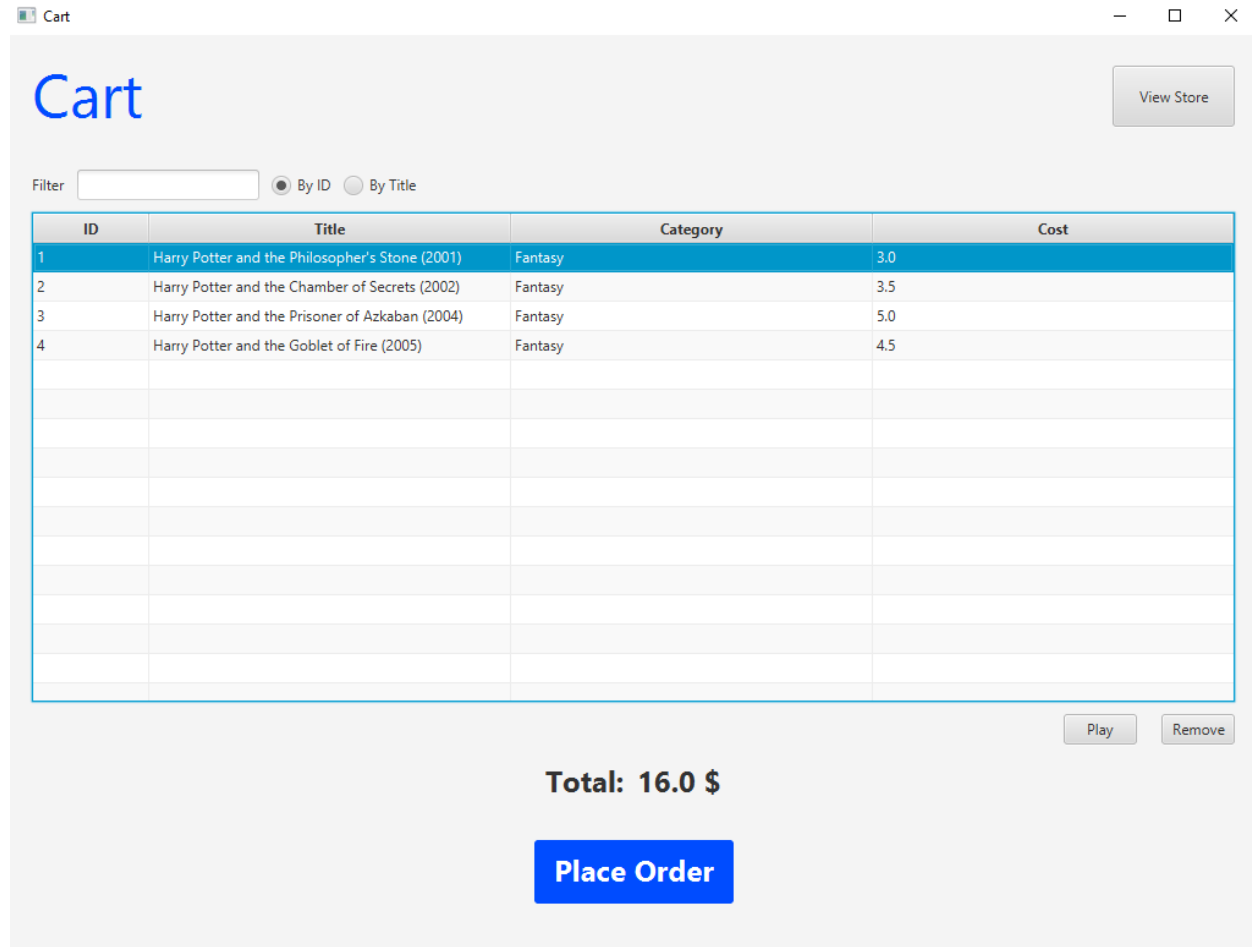 Cart
Cart
View Store
Filter By ID By Title
ID Title Category Cost
1 Harry Potter and the Philosopher's Stone (2001) Fantasy 3.0
2 Harry Potter and the Chamber of Secrets (2002) Fantasy 3.5
3 Harry Potter and the Prisoner of Azkaban (2004) Fantasy 5.0
4 Harry Potter and the Goblet of Fire (2005) Fantasy 4.5
Play Remove
Total: 16.0 $
Place Order